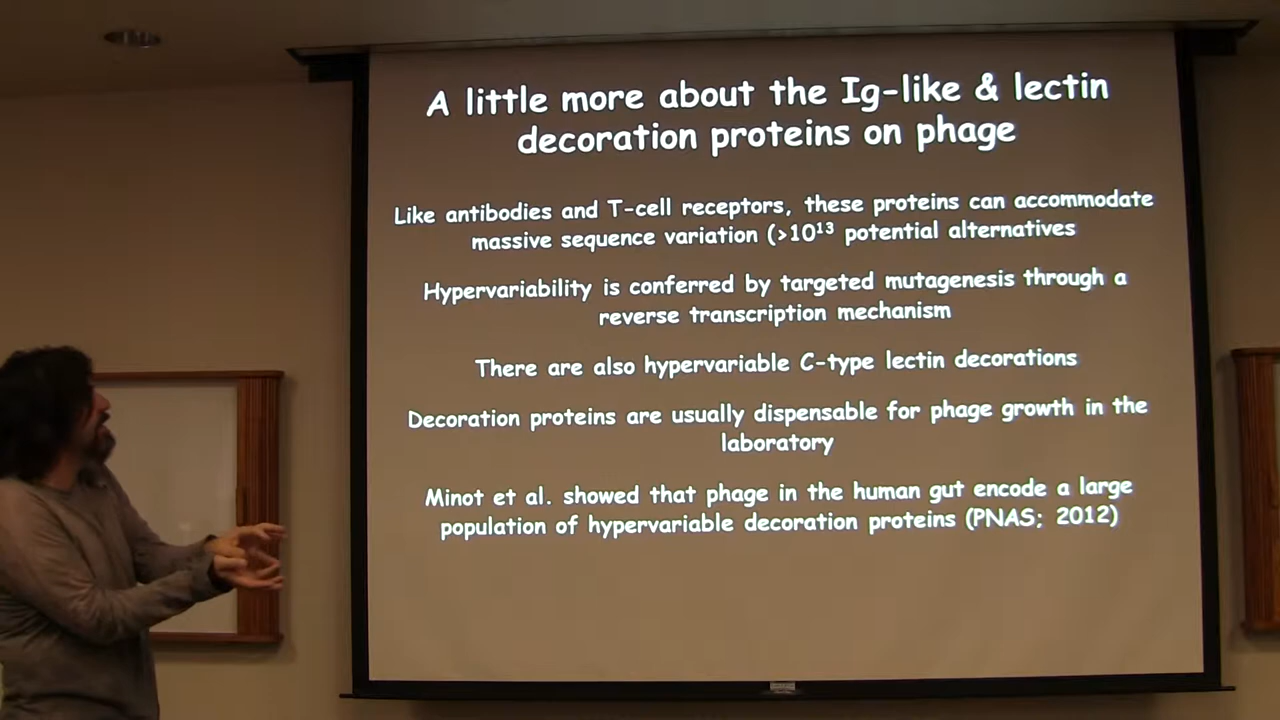 A little more about the Ig-like & lectin
decoration proteins on phage
Like antibodies and T-cell receptors, these proteins can accommodate
massive sequence variation (>10¹³ potential alternatives
Hypervariability is conferred by targeted mutagenesis through a
reverse transcription mechanism
There are also hypervariable C-type lectin decorations
Decoration proteins are usually dispensable for phage growth in the
laboratory
Minot et al. showed that phage in the human gut encode a large
population of hypervariable decoration proteins (PNAS; 2012)